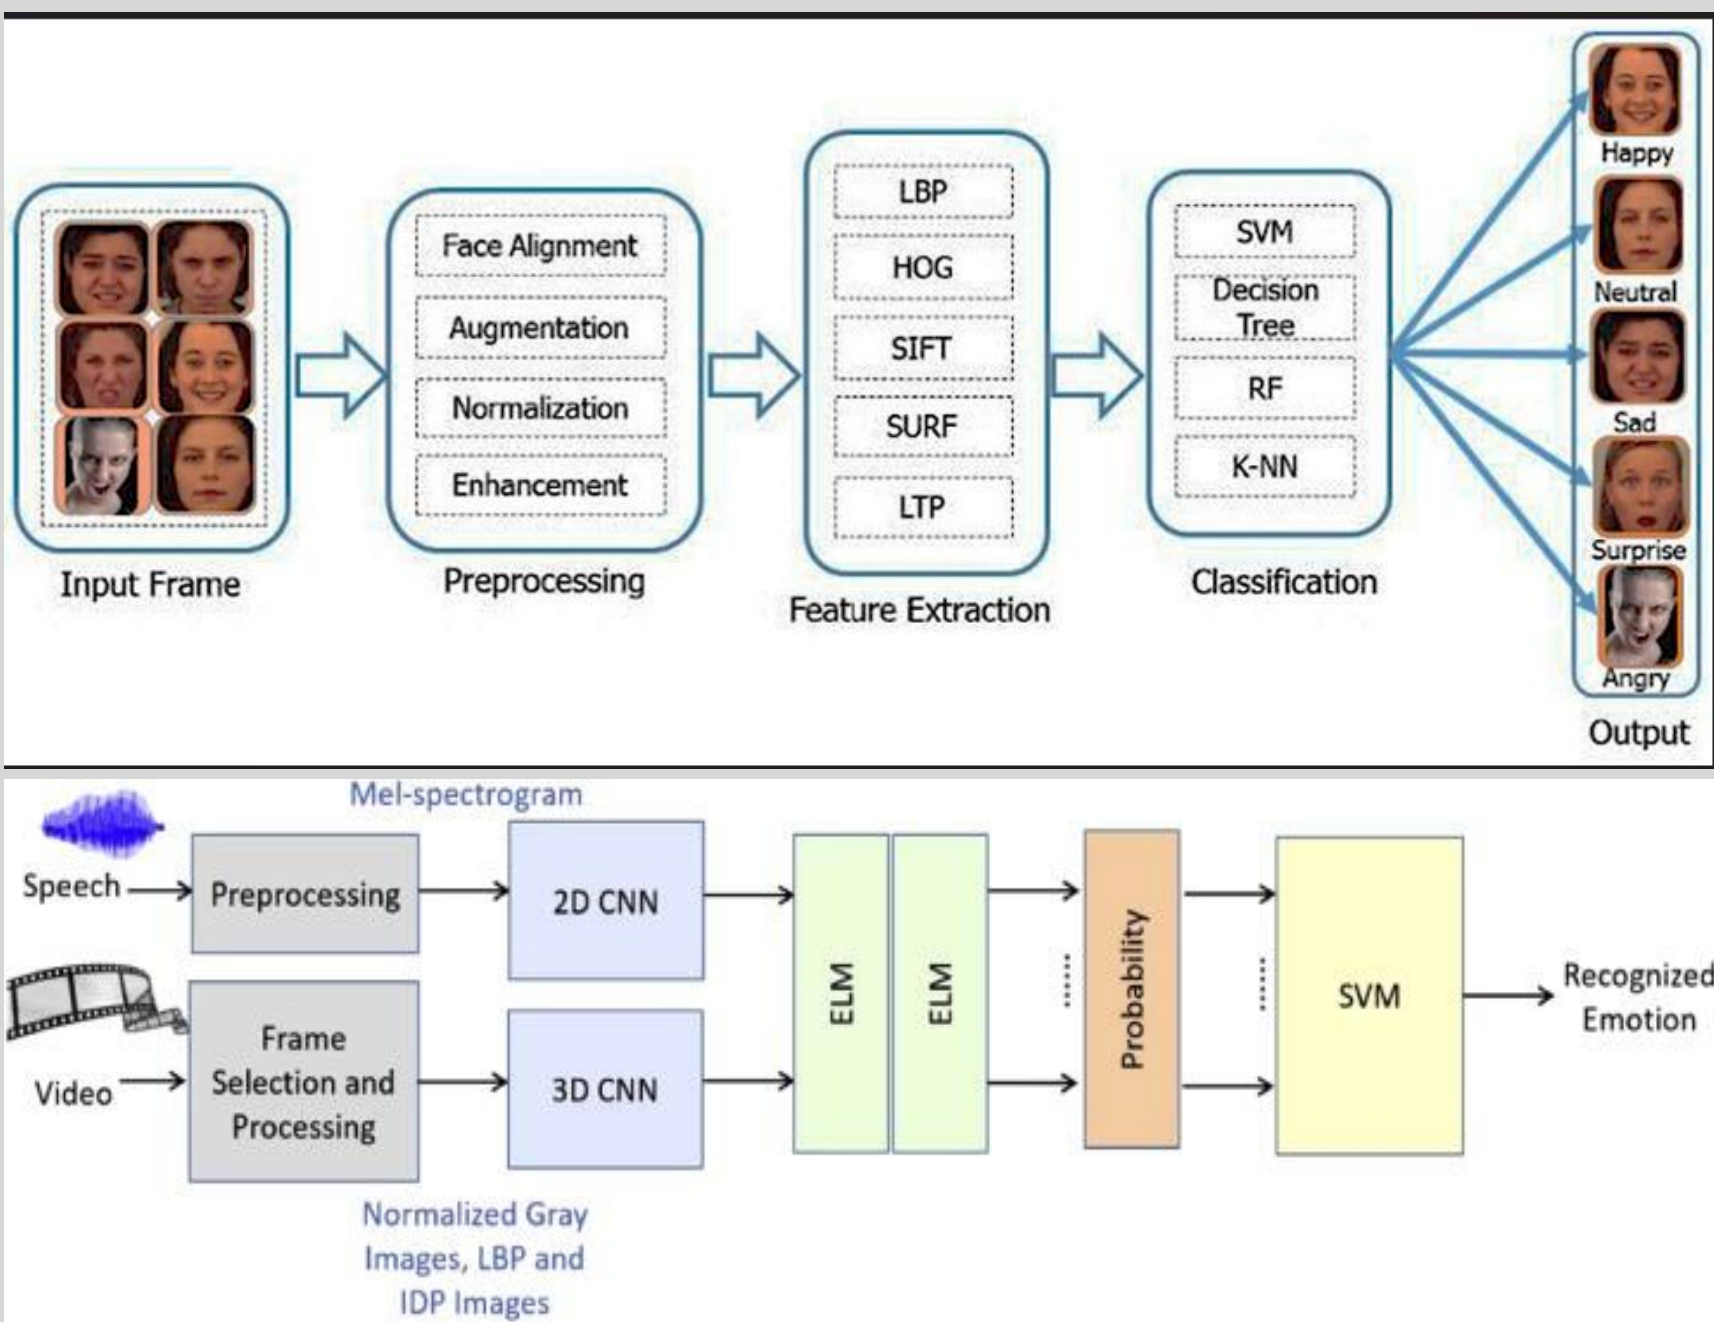 Face Alignment
Augmentation
Normalization
Enhancement
LBP
HOG
SIFT
SURF
LTP
SVM
Decision
Tree
RF
K-NN
Happy
Neutral
Sad
Surprise
Angry
Input Frame
Preprocessing
Feature Extraction
Classification
Output
Mel-spectrogram
Speech
Preprocessing
2D CNN
Video
Frame
Selection and
Processing
3D CNN
Normalized Gray
Images, LBP and
IDP Images
ELM
ELM
Probability
SVM
Recognized
Emotion